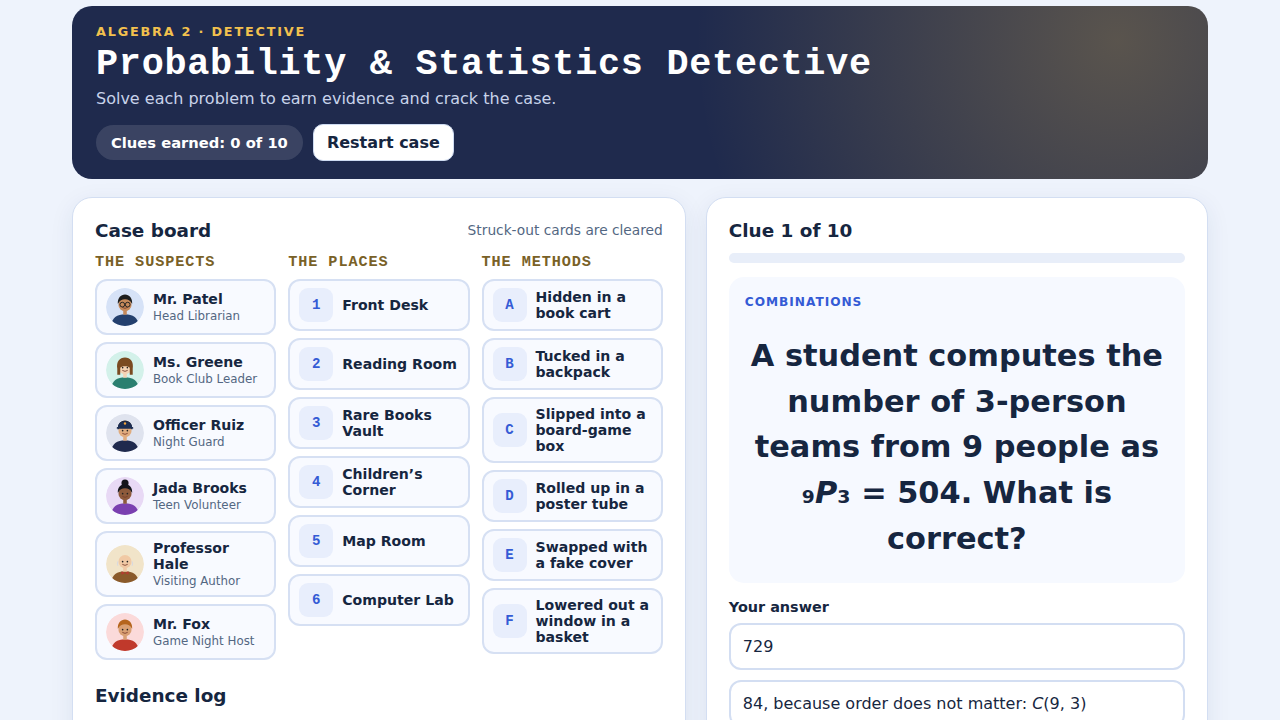 ALGEBRA 2 · DETECTIVE
Probability & Statistics Detective
Solve each problem to earn evidence and crack the case.
Clues earned: 0 of 10
Restart case
Case board
Struck-out cards are cleared
THE SUSPECTS
Mr. Patel
Head Librarian
Ms. Greene
Book Club Leader
Officer Ruiz
Night Guard
Jada Brooks
Teen Volunteer
Professor
Hale
Visiting Author
Mr. Fox
Game Night Host
THE PLACES
1 Front Desk
2 Reading Room
3 Rare Books
Vault
4 Children’s
Corner
5 Map Room
6 Computer Lab
THE METHODS
A Hidden in a
book cart
B Tucked in a
backpack
C Slipped into a
board-game
box
D Rolled up in a
poster tube
E Swapped with
a fake cover
F Lowered out a
window in a
basket
Evidence log
Clue 1 of 10
COMBINATIONS
A student computes the
number of 3-person
teams from 9 people as
₉P₃ = 504. What is
correct?
Your answer
729
84, because order does not matter: C(9, 3)